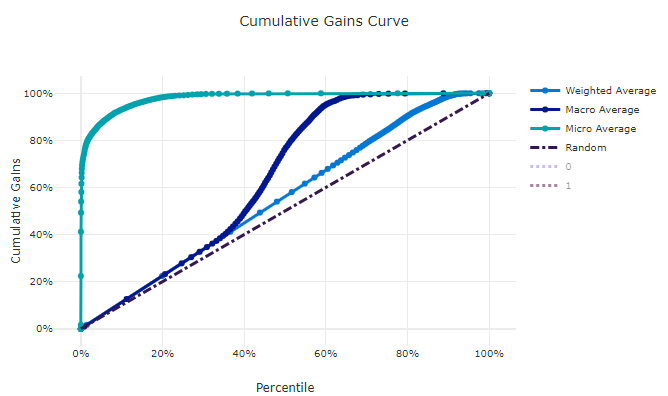 Cumulative Gains Curve
Cumulative Gains
100%
80%
60%
40%
20%
0%
0%
20%
40%
60%
80%
100%
Percentile
Weighted Average
Macro Average
Micro Average
Random
0
1